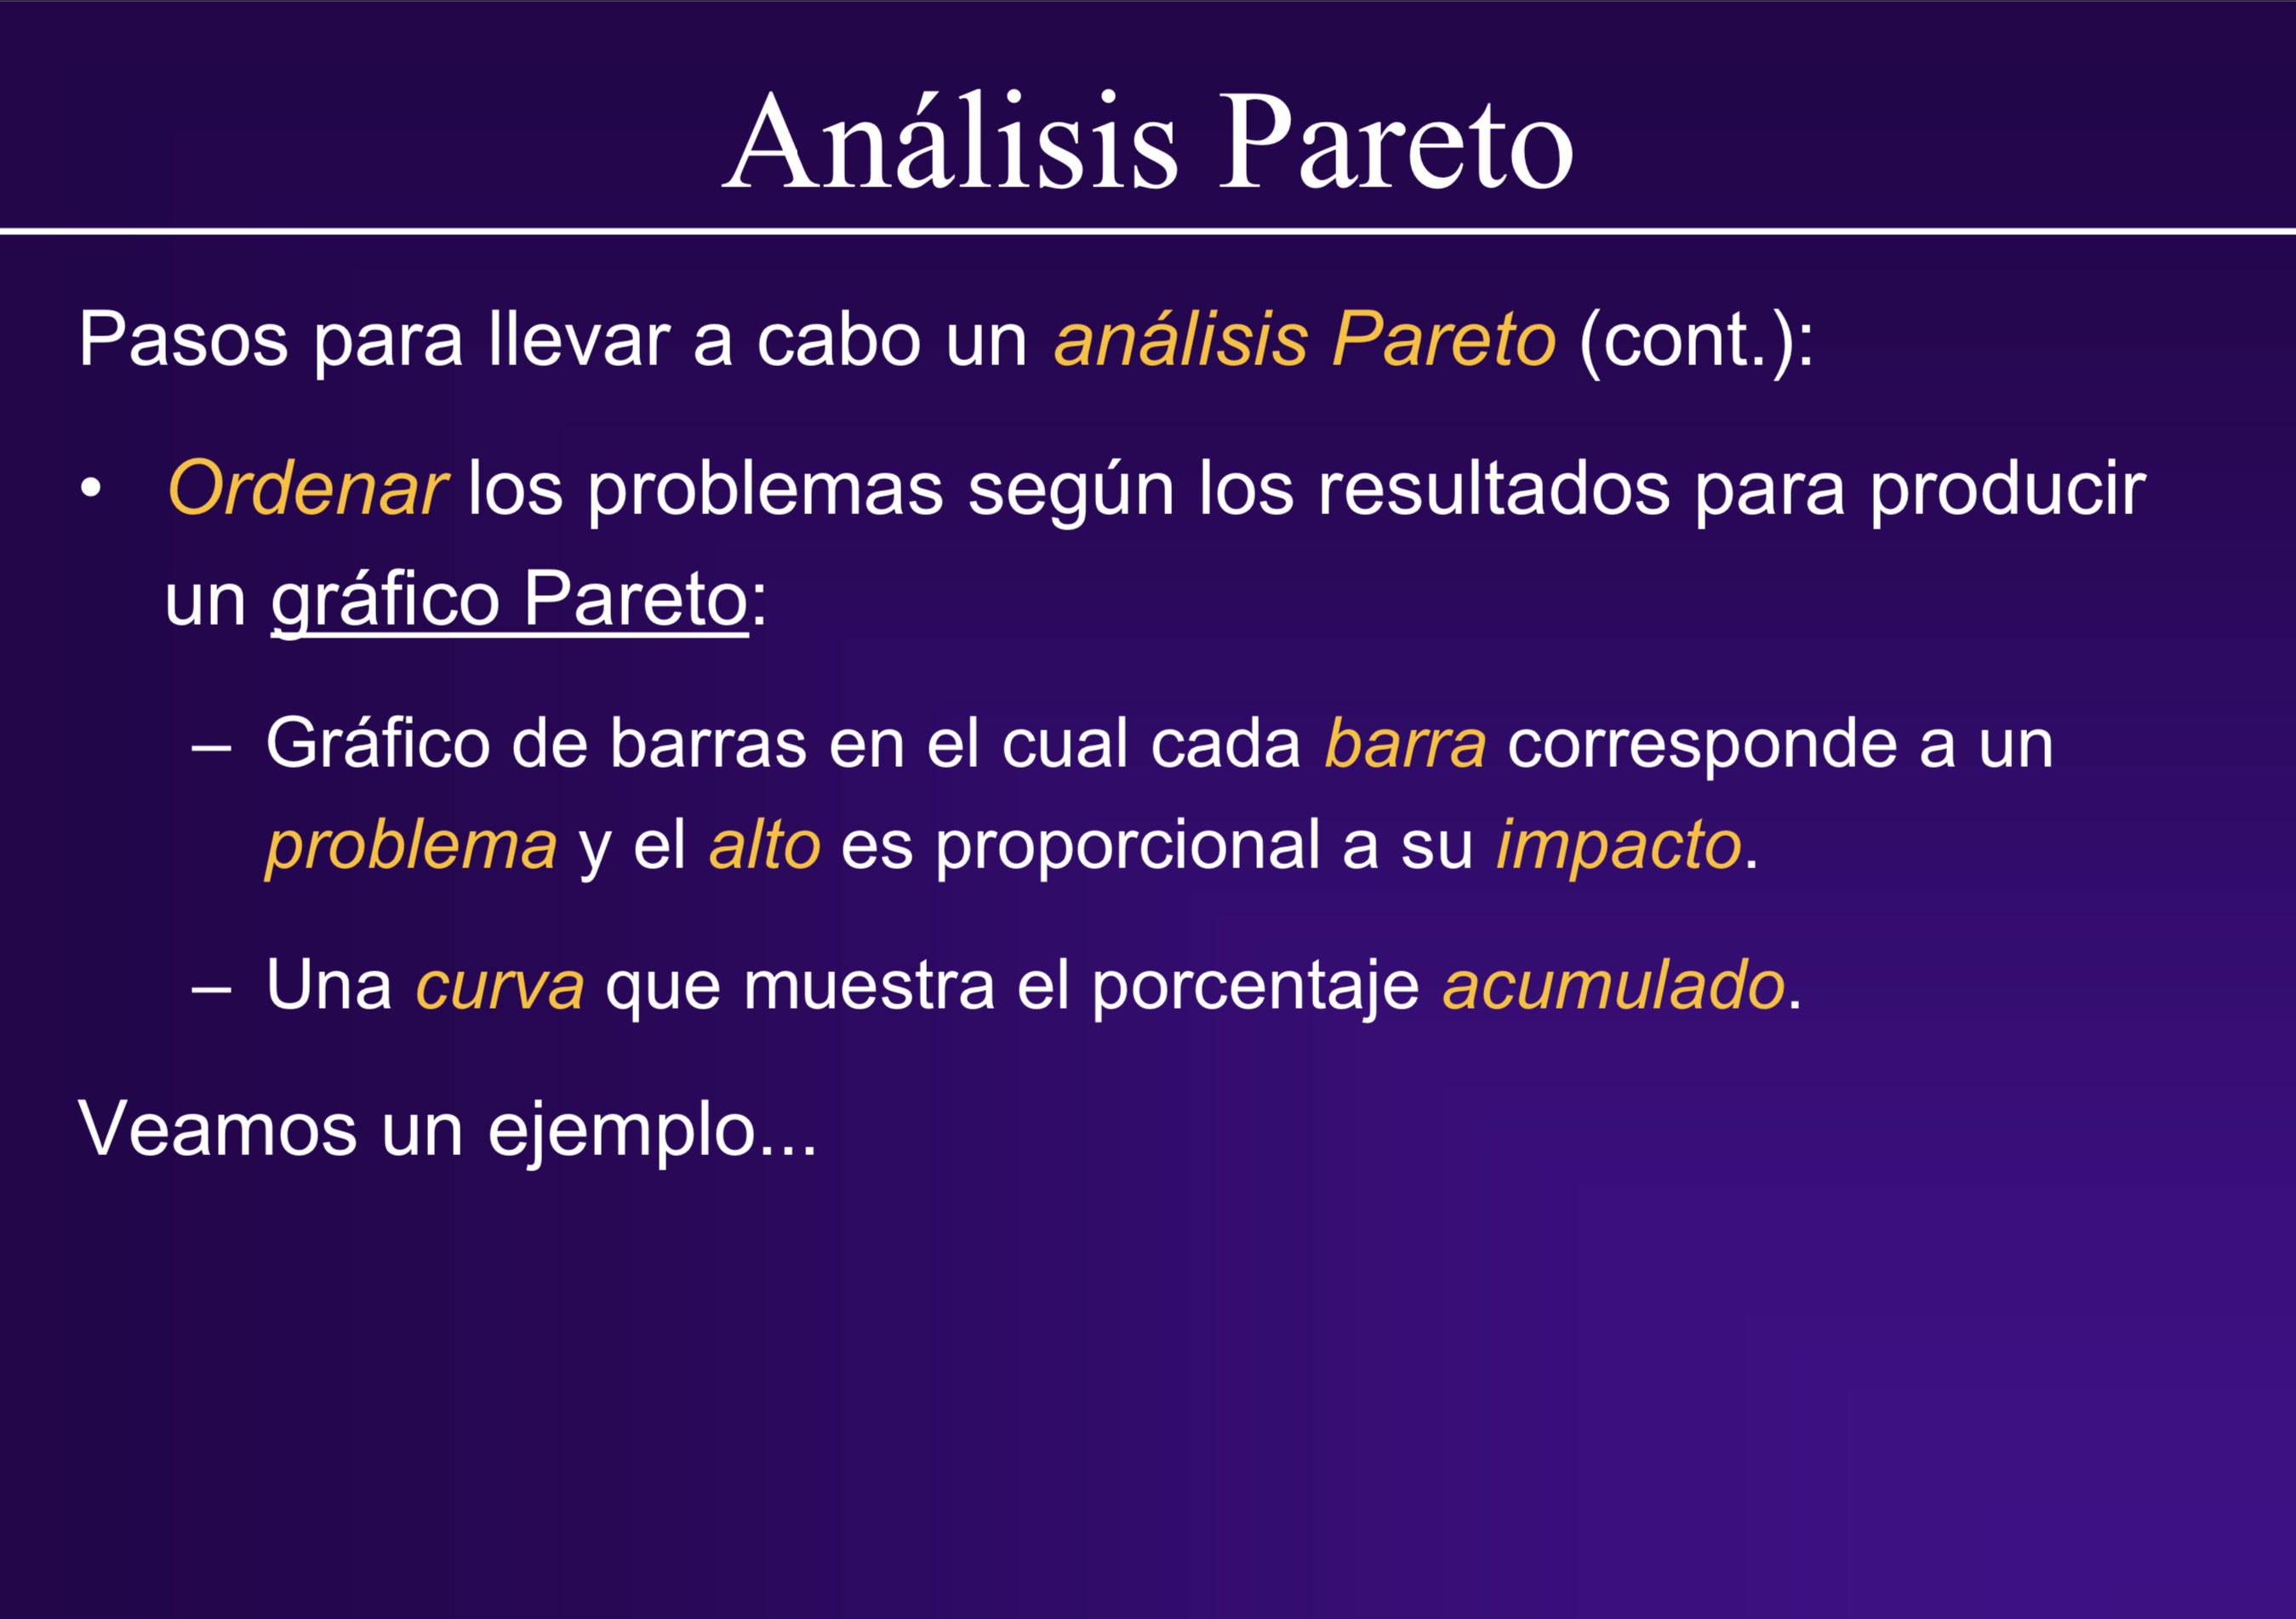 Análisis Pareto
Pasos para llevar a cabo un análisis Pareto (cont.):
• Ordenar los problemas según los resultados para producir
un gráfico Pareto:
– Gráfico de barras en el cual cada barra corresponde a un
problema y el alto es proporcional a su impacto.
– Una curva que muestra el porcentaje acumulado.
Veamos un ejemplo...